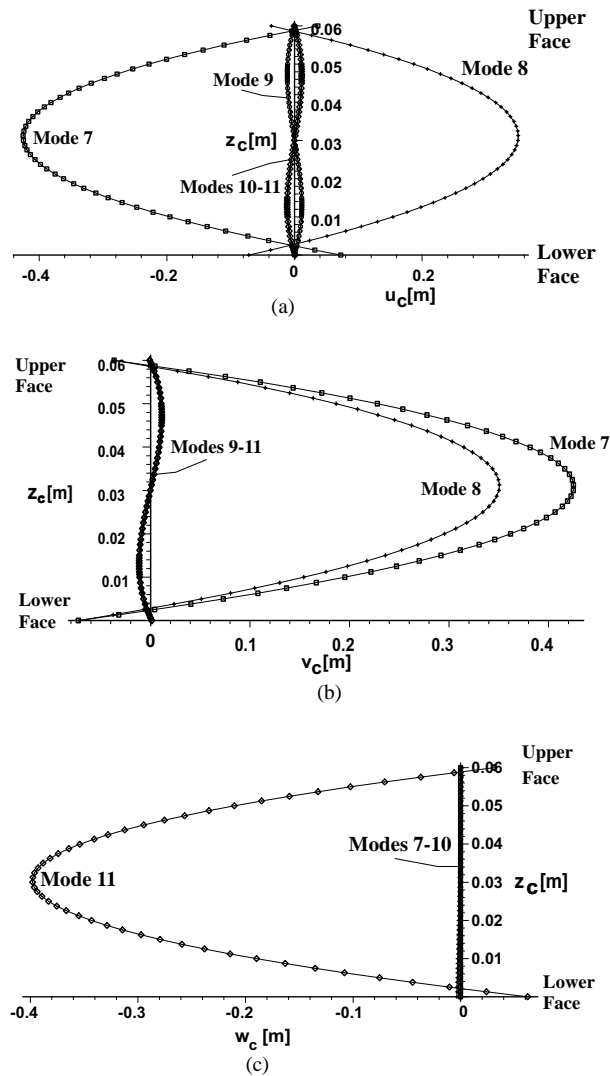 Upper
Face
0.06
0.05
Mode 9
Mode 8
0.04
z_c[m]
0.03
Mode 7
0.02
Modes 10-11
0.01
Lower
Face
-0.4
-0.2
0
0.2
u_c[m]
(a)
Upper
Face
0.06
0.05
0.04
Modes 9-11
Mode 7
z_c[m]
0.03
Mode 8
0.02
0.01
Lower
Face
0
0.1
0.2
0.3
0.4
v_c[m]
(b)
Upper
Face
0.06
0.05
Modes 7-10
0.04
Mode 11
0.03
z_c[m]
0.02
0.01
Lower
Face
-0.4
-0.3
-0.2
-0.1
0
w_c [m]
(c)